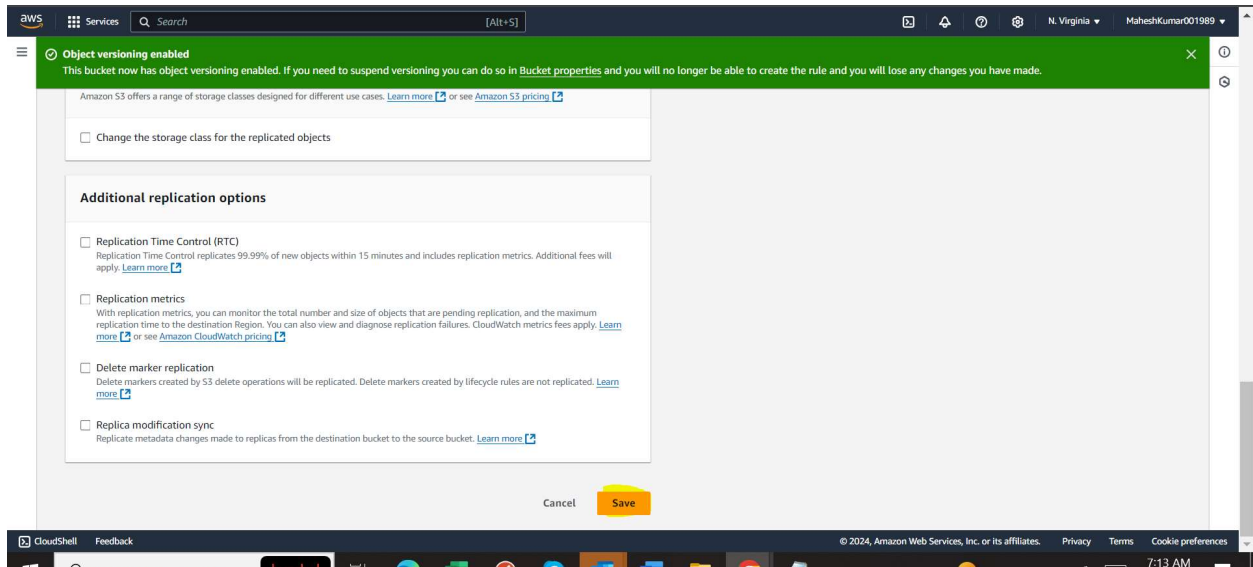 aws
Services
Search
[Alt+S]
N. Virginia
MaheshKumar001989
Object versioning enabled
This bucket now has object versioning enabled. If you need to suspend versioning you can do so in Bucket properties and you will no longer be able to create the rule and you will lose any changes you have made.
Amazon S3 offers a range of storage classes designed for different use cases. Learn more or see Amazon S3 pricing
Change the storage class for the replicated objects
Additional replication options
Replication Time Control (RTC)
Replication Time Control replicates 99.99% of new objects within 15 minutes and includes replication metrics. Additional fees will
apply. Learn more
Replication metrics
With replication metrics, you can monitor the total number and size of objects that are pending replication, and the maximum
replication time to the destination Region. You can also view and diagnose replication failures. CloudWatch metrics fees apply. Learn
more or see Amazon CloudWatch pricing
Delete marker replication
Delete markers created by S3 delete operations will be replicated. Delete markers created by lifecycle rules are not replicated. Learn
more
Replica modification sync
Replicate metadata changes made to replicas from the destination bucket to the source bucket. Learn more
Cancel
Save
CloudShell
Feedback
© 2024, Amazon Web Services, Inc. or its affiliates.
Privacy
Terms
Cookie preferences
7:13 AM